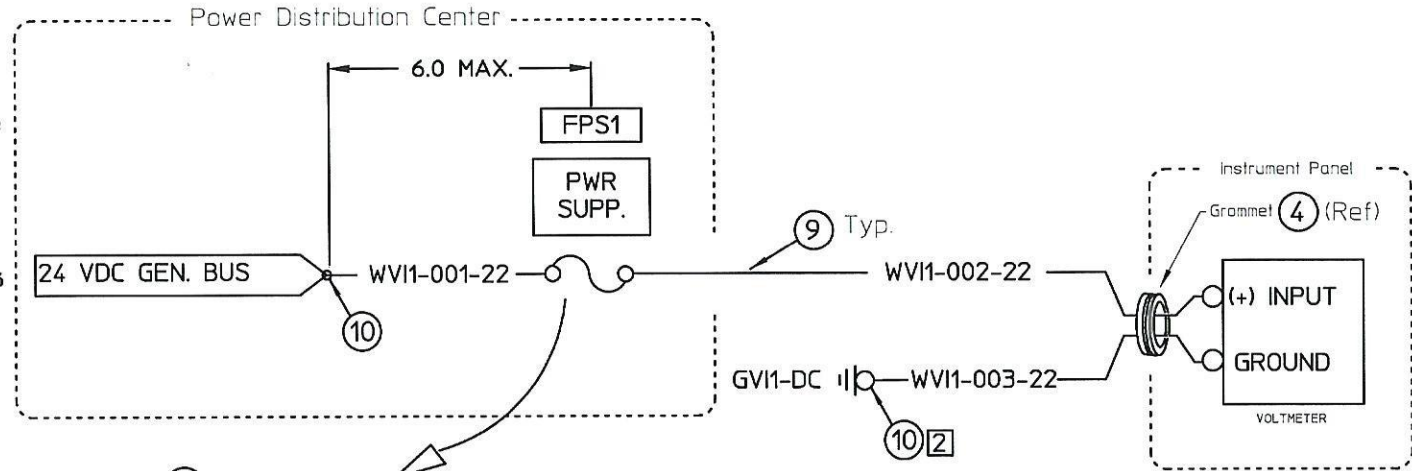 Power Distribution Center
6.0 MAX.
FPS1
PWR
SUPP.
24 VDC GEN. BUS
WVI1-001-22
10
9 Typ.
WVI1-002-22
Instrument Panel
Grommet 4 (Ref)
(+) INPUT
GROUND
VOLTMETER
GVI1-DC
WVI1-003-22
10 2